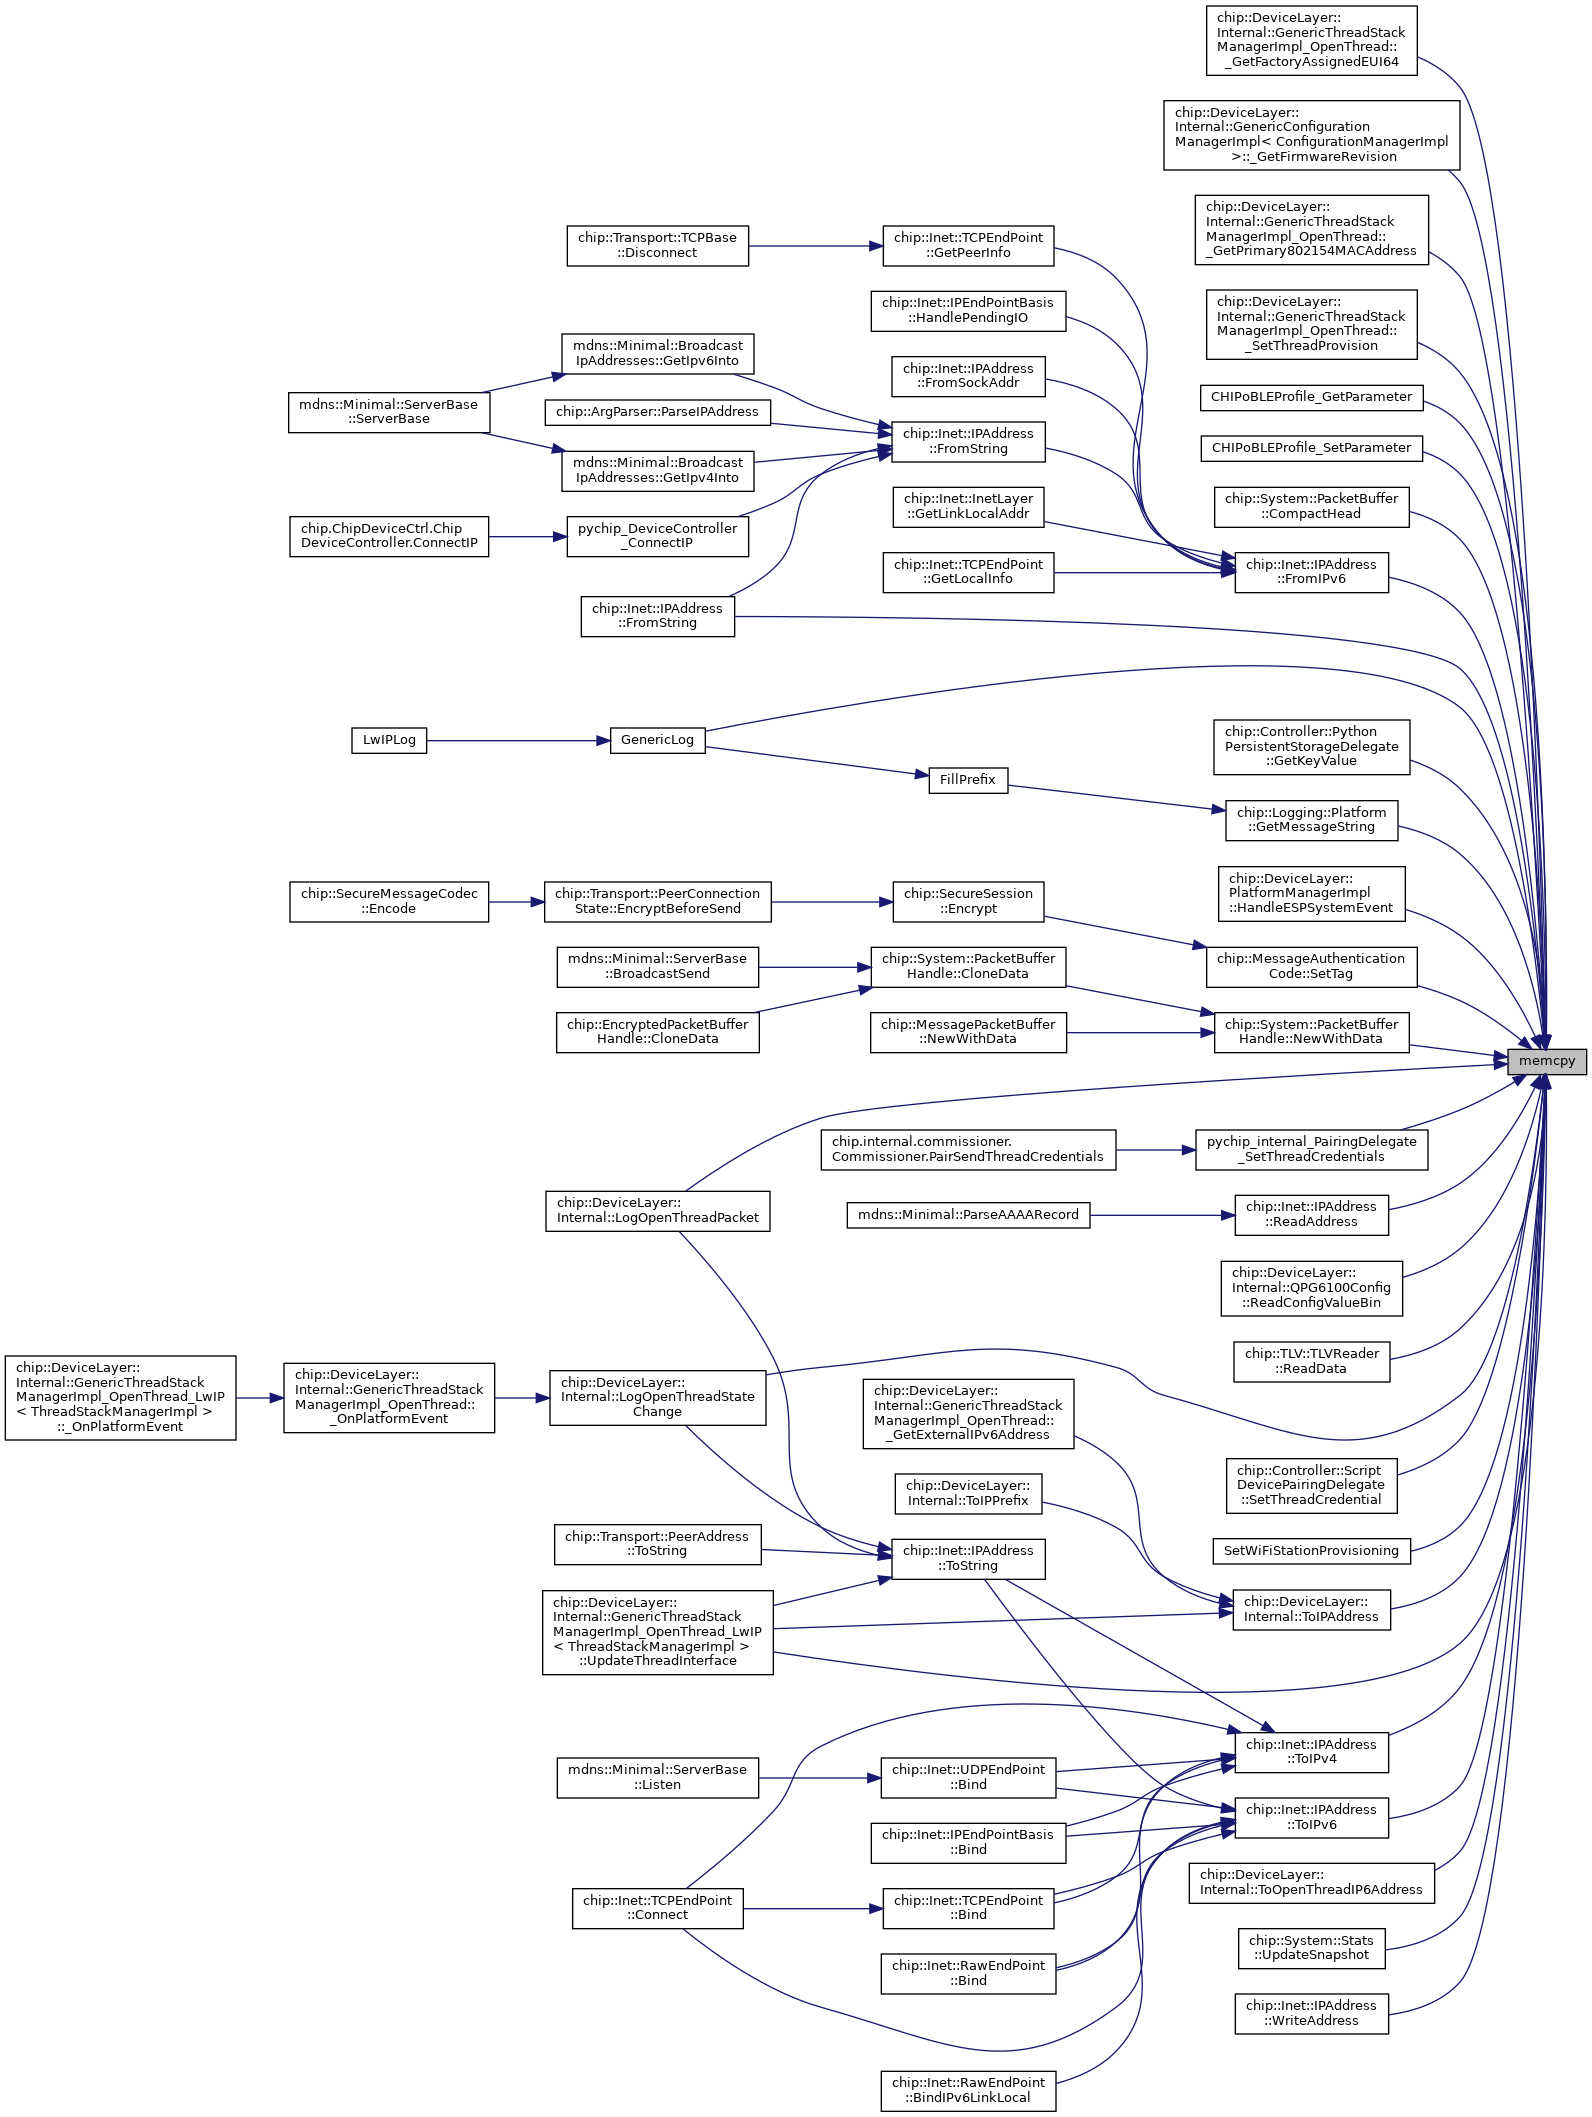 chip::DeviceLayer::
Internal::GenericThreadStack
ManagerImpl_OpenThread::
_GetFactoryAssignedEUI64
chip::DeviceLayer::
Internal::GenericConfiguration
ManagerImpl< ConfigurationManagerImpl
>::_GetFirmwareRevision
chip::DeviceLayer::
Internal::GenericThreadStack
ManagerImpl_OpenThread::
_GetPrimary802154MACAddress
chip::Transport::TCPBase
::Disconnect
chip::Inet::TCPEndPoint
::GetPeerInfo
chip::DeviceLayer::
Internal::GenericThreadStack
ManagerImpl_OpenThread::
_SetThreadProvision
chip::Inet::IPEndPointBasis
::HandlePendingIO
mdns::Minimal::Broadcast
IpAddresses::GetIpv6Into
chip::Inet::IPAddress
::FromSockAddr
CHIPoBLEProfile_GetParameter
mdns::Minimal::ServerBase
::ServerBase
chip::ArgParser::ParseIPAddress
chip::Inet::IPAddress
::FromString
CHIPoBLEProfile_SetParameter
mdns::Minimal::Broadcast
IpAddresses::GetIpv4Into
chip::Inet::InetLayer
::GetLinkLocalAddr
chip::System::PacketBuffer
::CompactHead
chip.ChipDeviceCtrl.Chip
DeviceController.ConnectIP
pychip_DeviceController
_ConnectIP
chip::Inet::TCPEndPoint
::GetLocalInfo
chip::Inet::IPAddress
::FromIPv6
chip::Inet::IPAddress
::FromString
LwIPLog
GenericLog
chip::Controller::Python
PersistentStorageDelegate
::GetKeyValue
FillPrefix
chip::Logging::Platform
::GetMessageString
chip::DeviceLayer::
PlatformManagerImpl
::HandleESPSystemEvent
chip::SecureMessageCodec
::Encode
chip::Transport::PeerConnection
State::EncryptBeforeSend
chip::SecureSession
::Encrypt
mdns::Minimal::ServerBase
::BroadcastSend
chip::System::PacketBuffer
Handle::CloneData
chip::MessageAuthentication
Code::SetTag
chip::EncryptedPacketBuffer
Handle::CloneData
chip::MessagePacketBuffer
::NewWithData
chip::System::PacketBuffer
Handle::NewWithData
memcpy
chip.internal.commissioner.
Commissioner.PairSendThreadCredentials
pychip_internal_PairingDelegate
_SetThreadCredentials
chip::DeviceLayer::
Internal::LogOpenThreadPacket
mdns::Minimal::ParseAAAARecord
chip::Inet::IPAddress
::ReadAddress
chip::DeviceLayer::
Internal::QPG6100Config
::ReadConfigValueBin
chip::TLV::TLVReader
::ReadData
chip::DeviceLayer::
Internal::GenericThreadStack
ManagerImpl_OpenThread_LwIP
< ThreadStackManagerImpl >
::_OnPlatformEvent
chip::DeviceLayer::
Internal::GenericThreadStack
ManagerImpl_OpenThread::
_OnPlatformEvent
chip::DeviceLayer::
Internal::LogOpenThreadState
Change
chip::DeviceLayer::
Internal::GenericThreadStack
ManagerImpl_OpenThread::
_GetExternalIPv6Address
chip::Controller::Script
DevicePairingDelegate
::SetThreadCredential
chip::DeviceLayer::
Internal::ToIPPrefix
chip::Transport::PeerAddress
::ToString
chip::Inet::IPAddress
::ToString
SetWiFiStationProvisioning
chip::DeviceLayer::
Internal::GenericThreadStack
ManagerImpl_OpenThread_LwIP
< ThreadStackManagerImpl >
::UpdateThreadInterface
chip::DeviceLayer::
Internal::ToIPAddress
chip::Inet::IPAddress
::ToIPv4
mdns::Minimal::ServerBase
::Listen
chip::Inet::UDPEndPoint
::Bind
chip::Inet::IPAddress
::ToIPv6
chip::Inet::IPEndPointBasis
::Bind
chip::DeviceLayer::
Internal::ToOpenThreadIP6Address
chip::Inet::TCPEndPoint
::Connect
chip::Inet::TCPEndPoint
::Bind
chip::System::Stats
::UpdateSnapshot
chip::Inet::RawEndPoint
::Bind
chip::Inet::IPAddress
::WriteAddress
chip::Inet::RawEndPoint
::BindIPv6LinkLocal